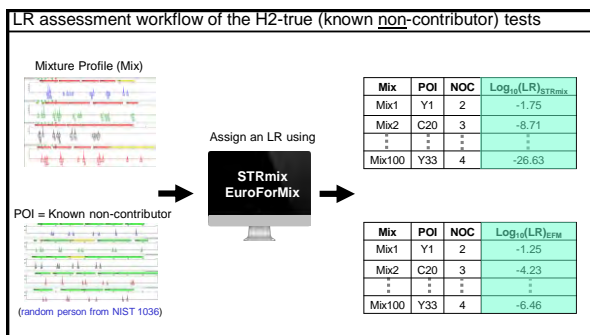 LR assessment workflow of the H2-true (known non-contributor) tests
Mixture Profile (Mix)
Assign an LR using
STRmix
EuroForMix
POI = Known non-contributor
(random person from NIST 1036)
Mix POI NOC Log10(LR)STRmix
Mix1 Y1 2 -1.75
Mix2 C20 3 -8.71
Mix100 Y33 4 -26.63
Mix POI NOC Log10(LR)EFM
Mix1 Y1 2 -1.25
Mix2 C20 3 -4.23
Mix100 Y33 4 -6.46